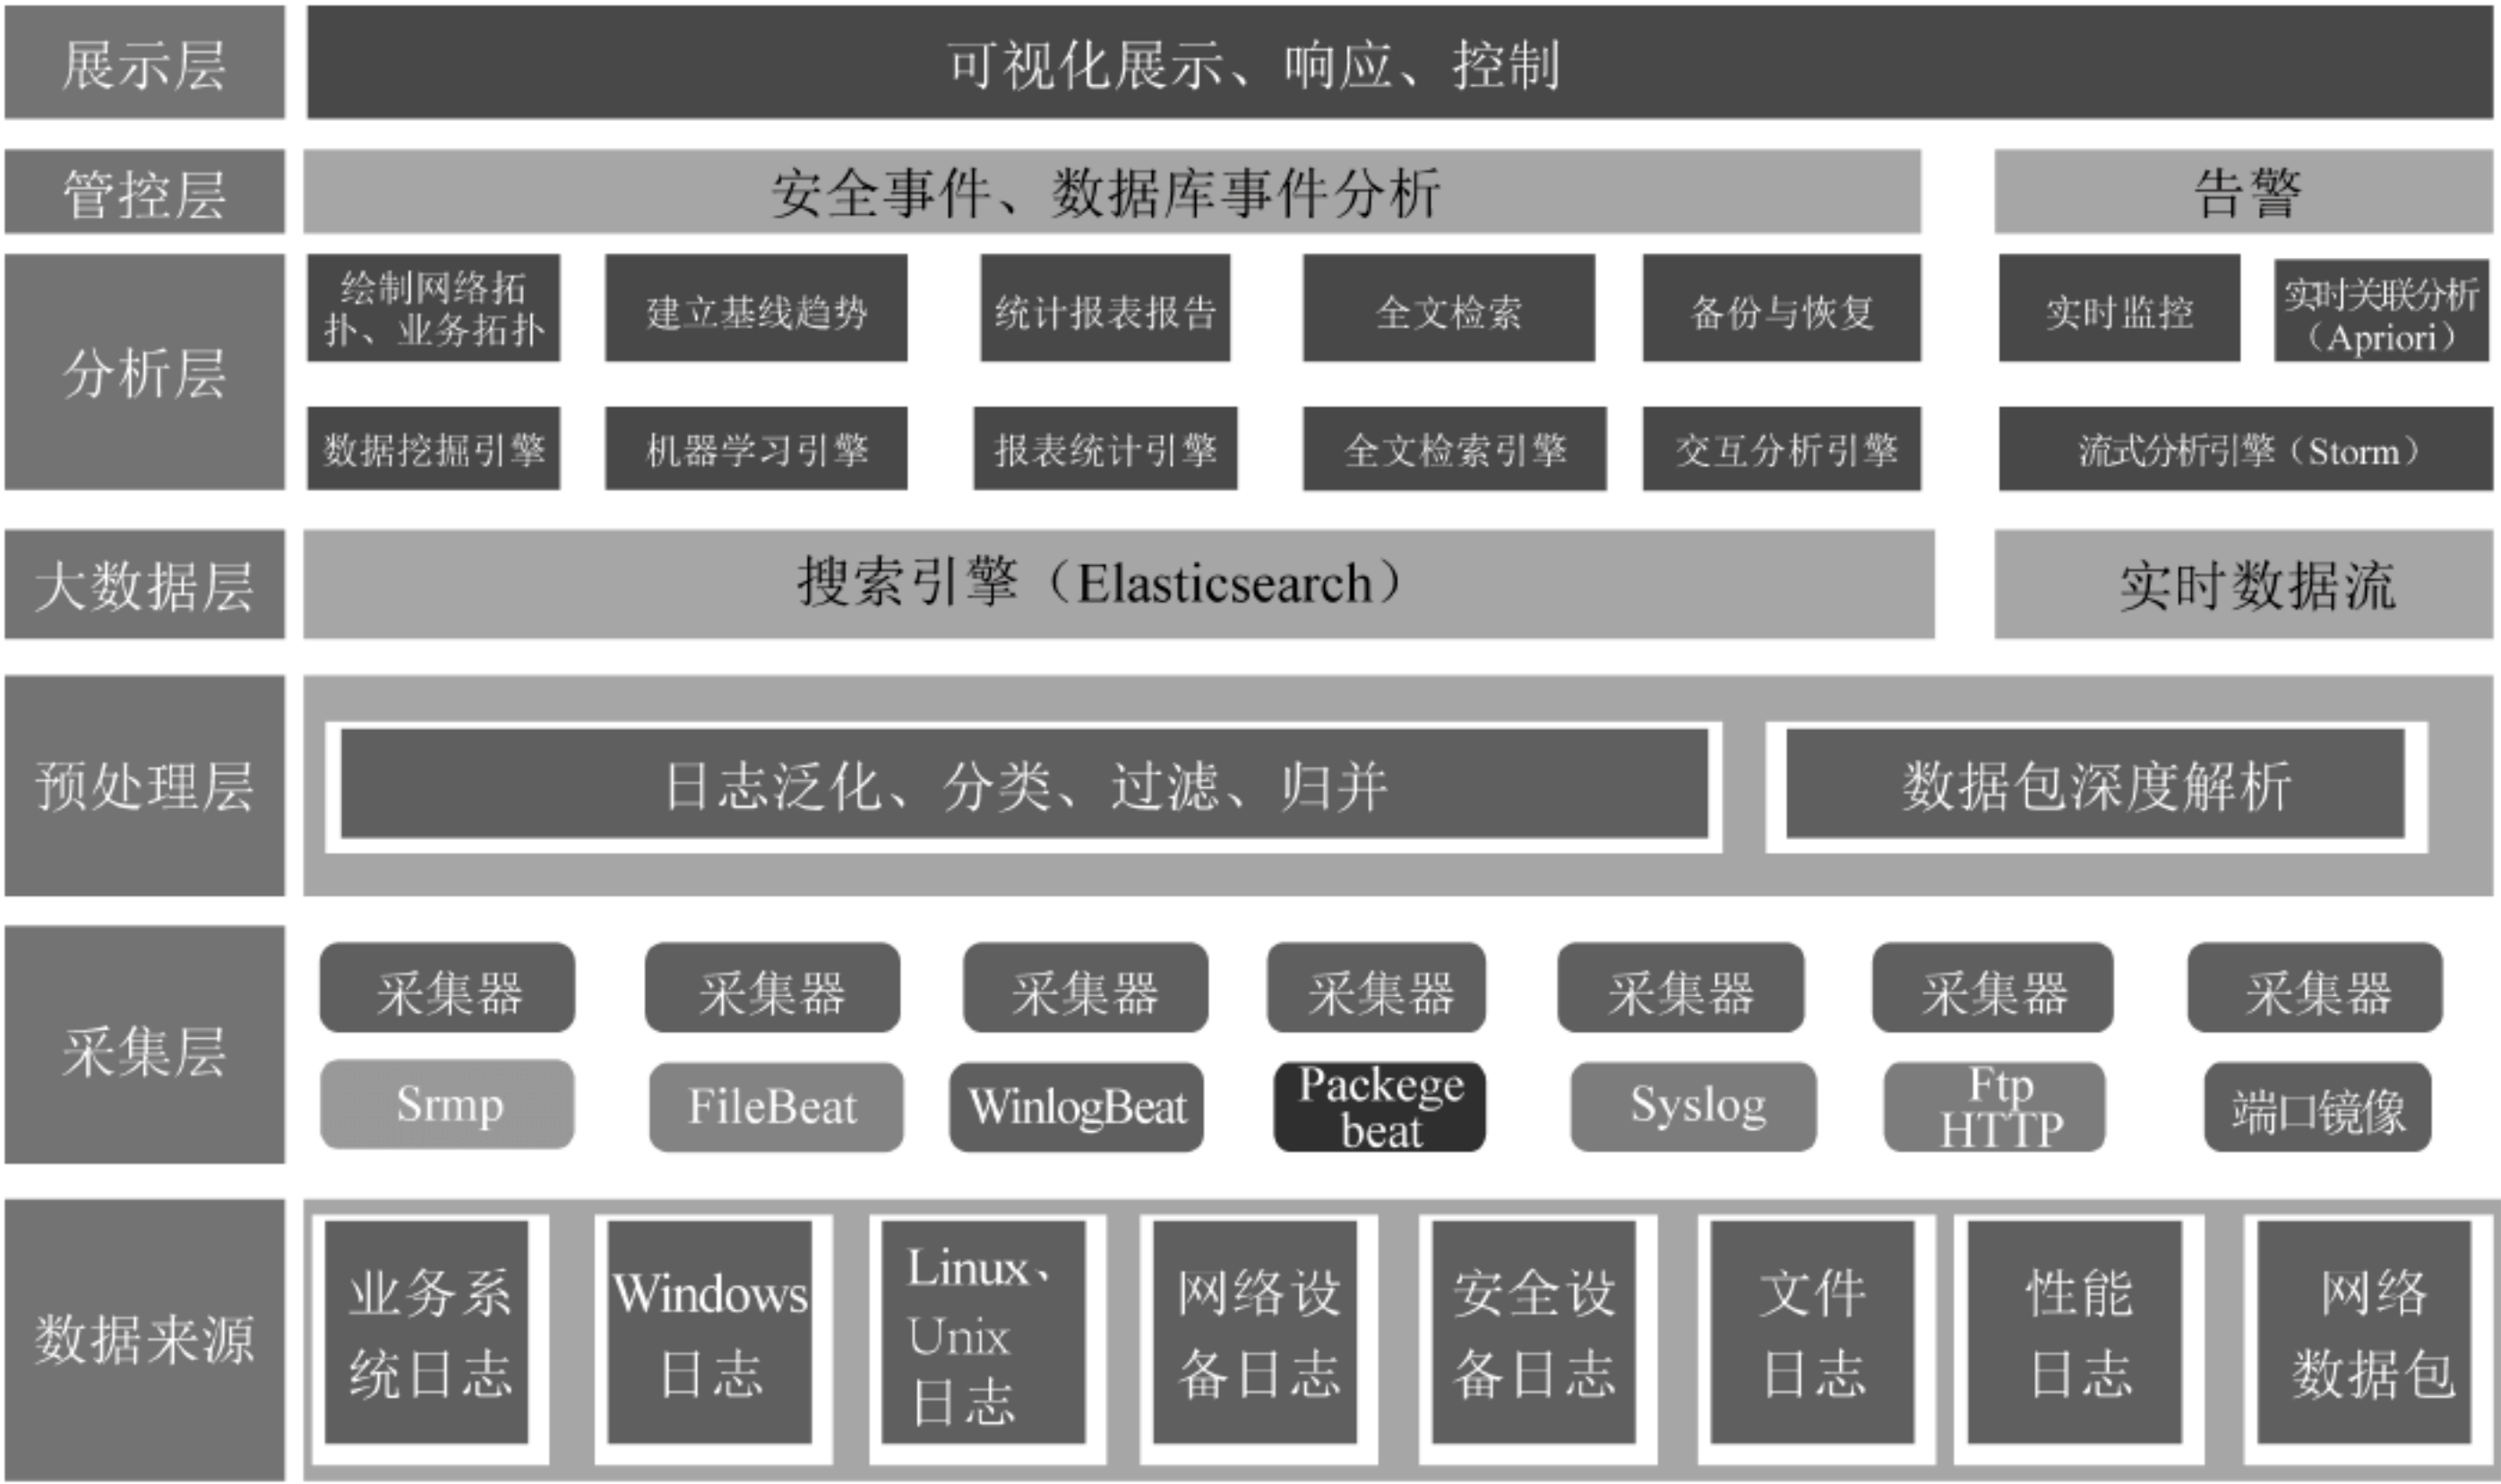 展示层
可视化展示、响应、控制
管控层
安全事件、数据库事件分析
告警
分析层
绘制网络拓
扑、业务拓扑
建立基线趋势
统计报表报告
全文检索
备份与恢复
实时监控
实时关联分析
（Apriori）
数据挖掘引擎
机器学习引擎
报表统计引擎
全文检索引擎
交互分析引擎
流式分析引擎（Storm）
大数据层
搜索引擎（Elasticsearch）
实时数据流
预处理层
日志泛化、分类、过滤、归并
数据包深度解析
采集层
采集器
采集器
采集器
采集器
采集器
采集器
采集器
Srmp
FileBeat
WinlogBeat
Packege
beat
Syslog
Ftp
HTTP
端口镜像
数据来源
业务系
统日志
Windows
日志
Linux、
Unix
日志
网络设
备日志
安全设
备日志
文件
日志
性能
日志
网络
数据包